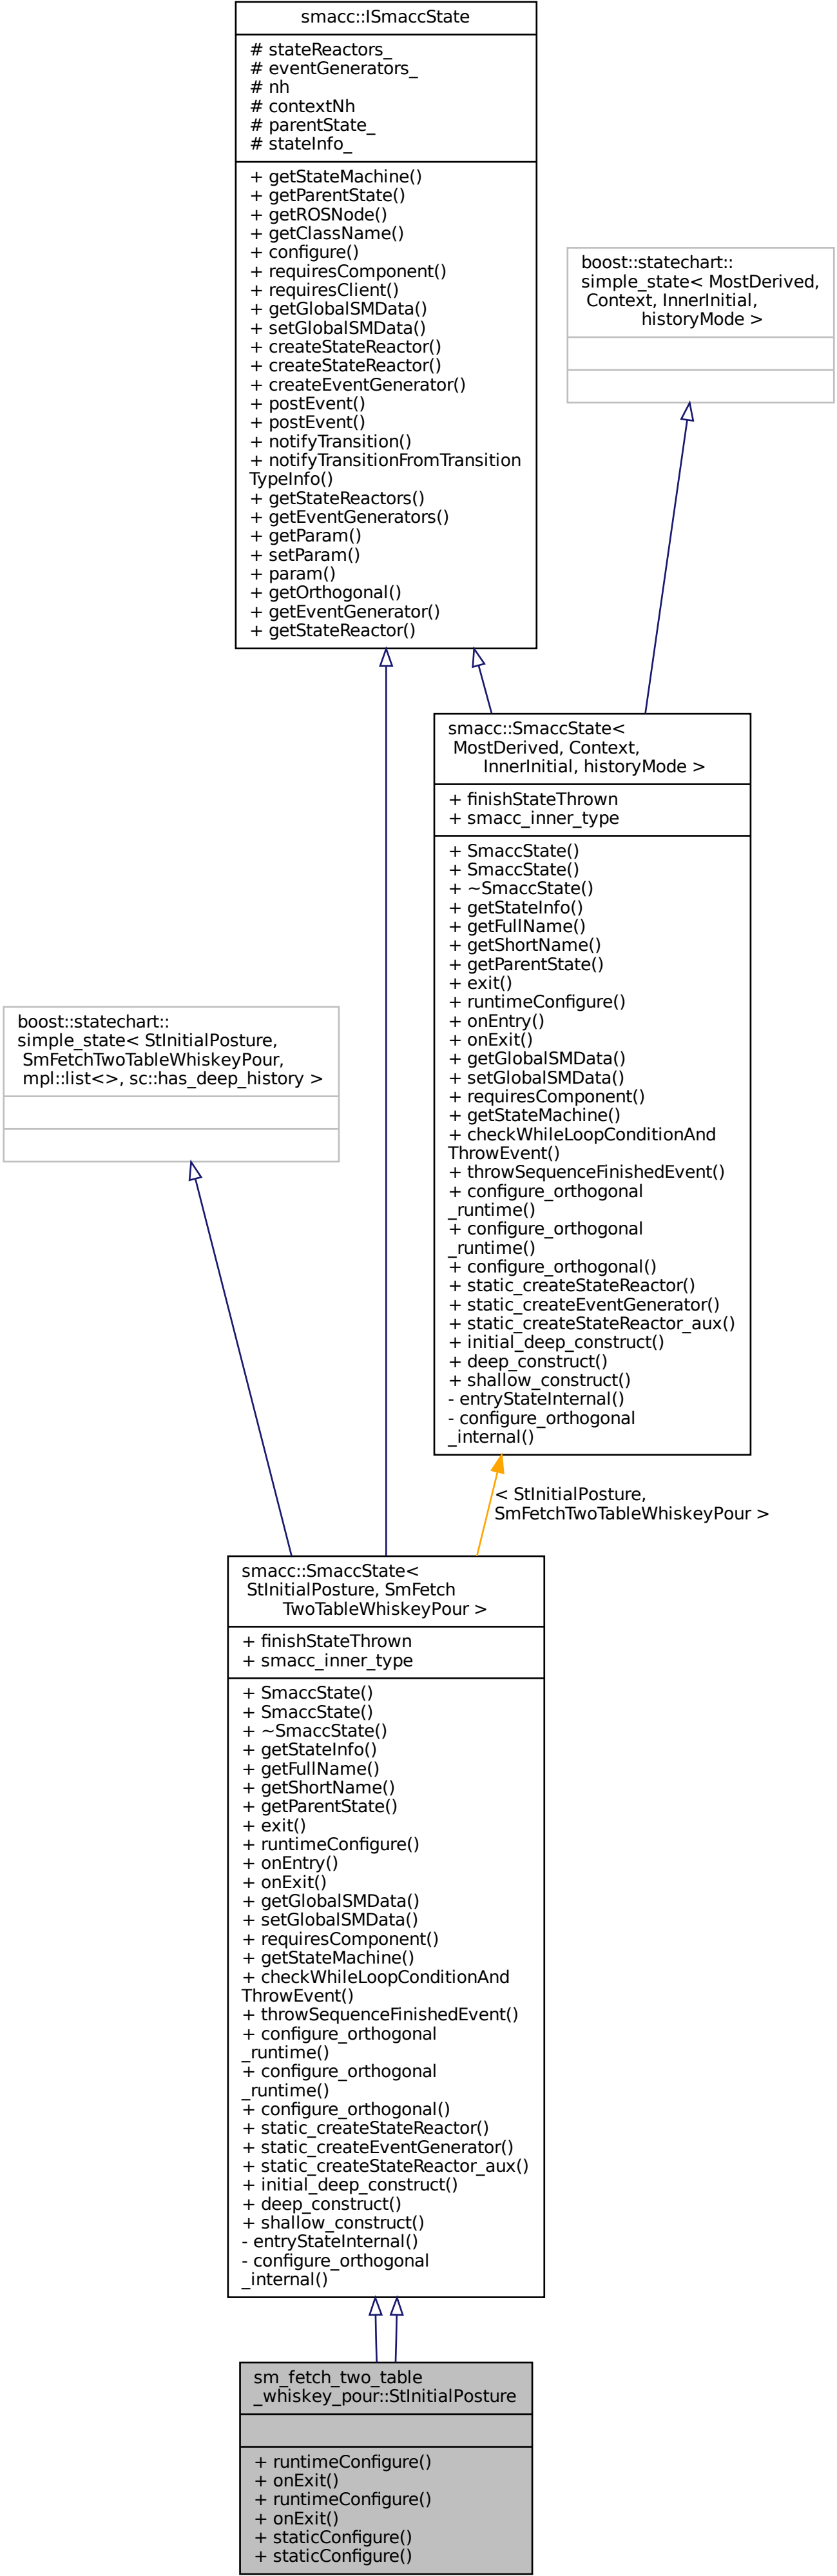 smacc::ISmaccState
# stateReactors_
# eventGenerators_
# nh
# contextNh
# parentState_
# stateInfo_
+ getStateMachine()
+ getParentState()
+ getROSNode()
+ getClassName()
+ configure()
+ requiresComponent()
+ requiresClient()
+ getGlobalSMData()
+ setGlobalSMData()
+ createStateReactor()
+ createStateReactor()
+ createEventGenerator()
+ postEvent()
+ postEvent()
+ notifyTransition()
+ notifyTransitionFromTransition
TypeInfo()
+ getStateReactors()
+ getEventGenerators()
+ getParam()
+ setParam()
+ param()
+ getOrthogonal()
+ getEventGenerator()
+ getStateReactor()
boost::statechart::
simple_state< MostDerived,
Context, InnerInitial,
historyMode >
smacc::SmaccState<
MostDerived, Context,
InnerInitial, historyMode >
+ finishStateThrown
+ smacc_inner_type
+ SmaccState()
+ SmaccState()
+ ~SmaccState()
+ getStateInfo()
+ getFullName()
+ getShortName()
+ getParentState()
+ exit()
+ runtimeConfigure()
+ onEntry()
+ onExit()
+ getGlobalSMData()
+ setGlobalSMData()
+ requiresComponent()
+ getStateMachine()
+ checkWhileLoopConditionAnd
ThrowEvent()
+ throwSequenceFinishedEvent()
+ configure_orthogonal
_runtime()
+ configure_orthogonal
_runtime()
+ configure_orthogonal()
+ static_createStateReactor()
+ static_createEventGenerator()
+ static_createStateReactor_aux()
+ initial_deep_construct()
+ deep_construct()
+ shallow_construct()
- entryStateInternal()
- configure_orthogonal
_internal()
boost::statechart::
simple_state< StInitialPosture,
SmFetchTwoTableWhiskeyPour,
mpl::list<>, sc::has_deep_history >
< StInitialPosture,
SmFetchTwoTableWhiskeyPour >
smacc::SmaccState<
StInitialPosture, SmFetch
TwoTableWhiskeyPour >
+ finishStateThrown
+ smacc_inner_type
+ SmaccState()
+ SmaccState()
+ ~SmaccState()
+ getStateInfo()
+ getFullName()
+ getShortName()
+ getParentState()
+ exit()
+ runtimeConfigure()
+ onEntry()
+ onExit()
+ getGlobalSMData()
+ setGlobalSMData()
+ requiresComponent()
+ getStateMachine()
+ checkWhileLoopConditionAnd
ThrowEvent()
+ throwSequenceFinishedEvent()
+ configure_orthogonal
_runtime()
+ configure_orthogonal
_runtime()
+ configure_orthogonal()
+ static_createStateReactor()
+ static_createEventGenerator()
+ static_createStateReactor_aux()
+ initial_deep_construct()
+ deep_construct()
+ shallow_construct()
- entryStateInternal()
- configure_orthogonal
_internal()
sm_fetch_two_table
_whiskey_pour::StInitialPosture
+ runtimeConfigure()
+ onExit()
+ runtimeConfigure()
+ onExit()
+ staticConfigure()
+ staticConfigure()